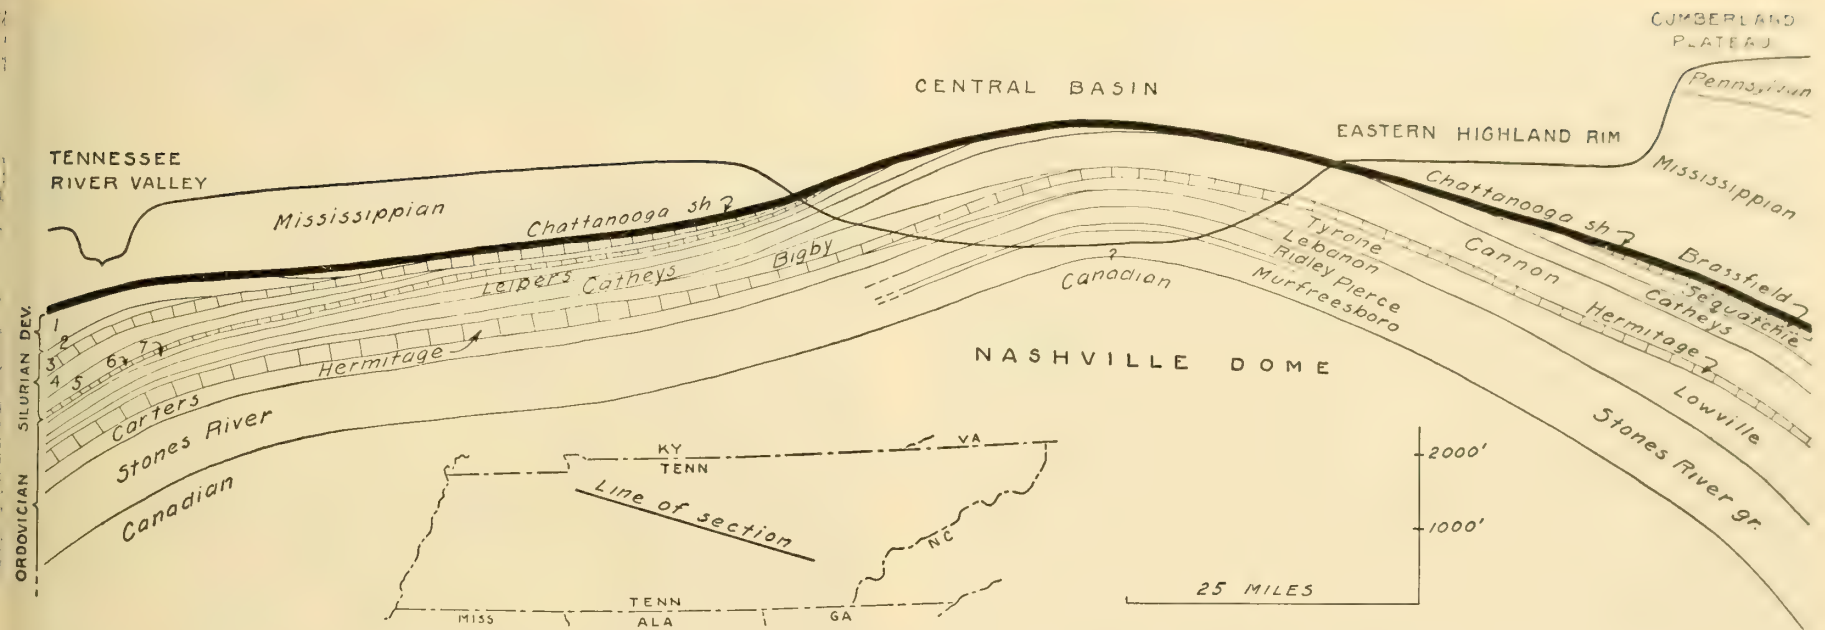 CUMBERLAND
PLATEAU
Pennsylvan
CENTRAL BASIN
EASTERN HIGHLAND RIM
TENNESSEE
RIVER VALLEY
Mississippian
Chattanooga sh
Mississippian
Chattanooga sh
Brassfield
Sequatchie
Catheys
Cannon
Hermitage
Lowville
Tyrone
Lebanon
Ridley Pierce
Murfreesboro
Stones River gr.
?
Canadian
Bigby
Leipers Catheys
Hermitage
Carters
Stones River
Canadian
1
2
3
4
5
6
7
DEV.
SILURIAN
ORDOVICIAN
NASHVILLE DOME
KY
TENN
VA
Line of section
NC
TENN
MISS
ALA
GA
2000'
1000'
25 MILES